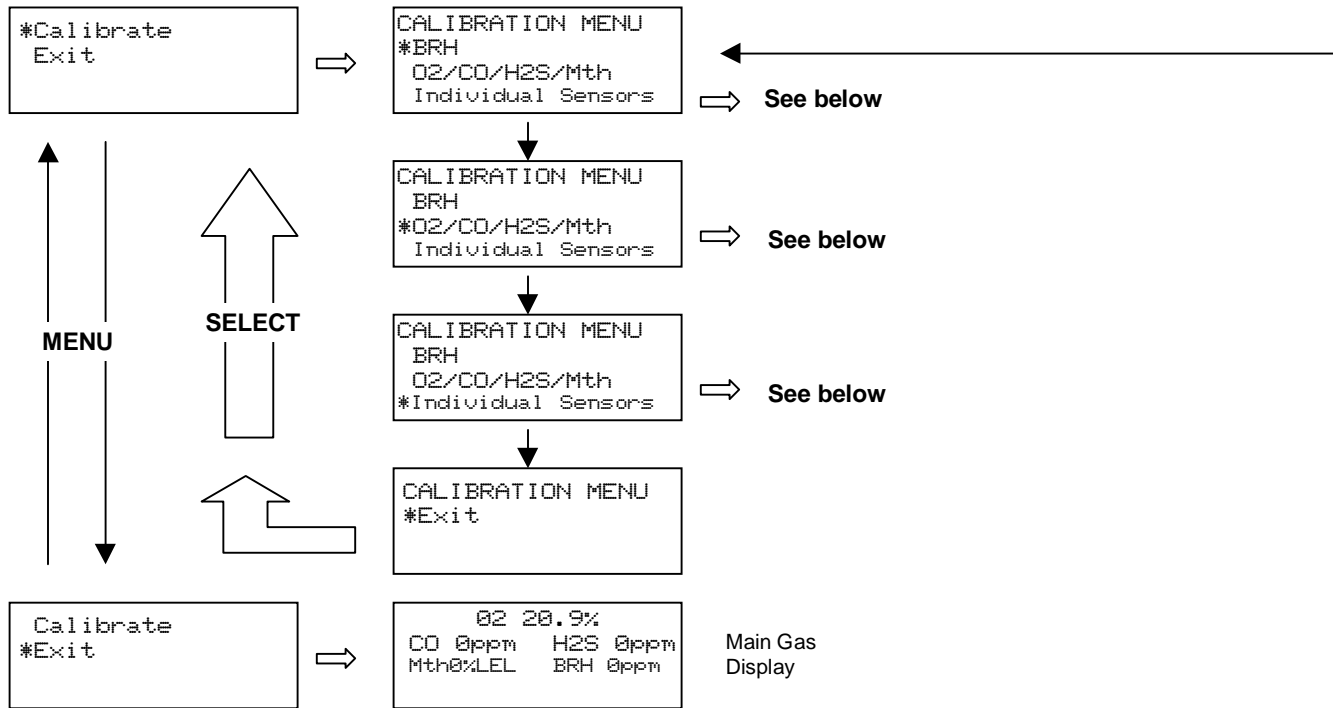 *Calibrate
Exit
CALIBRATION MENU
*BRH
O2/CO/H2S/Mth
Individual Sensors
See below
CALIBRATION MENU
BRH
*O2/CO/H2S/Mth
Individual Sensors
See below
MENU
SELECT
CALIBRATION MENU
BRH
O2/CO/H2S/Mth
*Individual Sensors
See below
CALIBRATION MENU
*Exit
Calibrate
*Exit
O2 20.9%
CO 0ppm H2S 0ppm
Mth0%LEL BRH 0ppm
Main Gas
Display